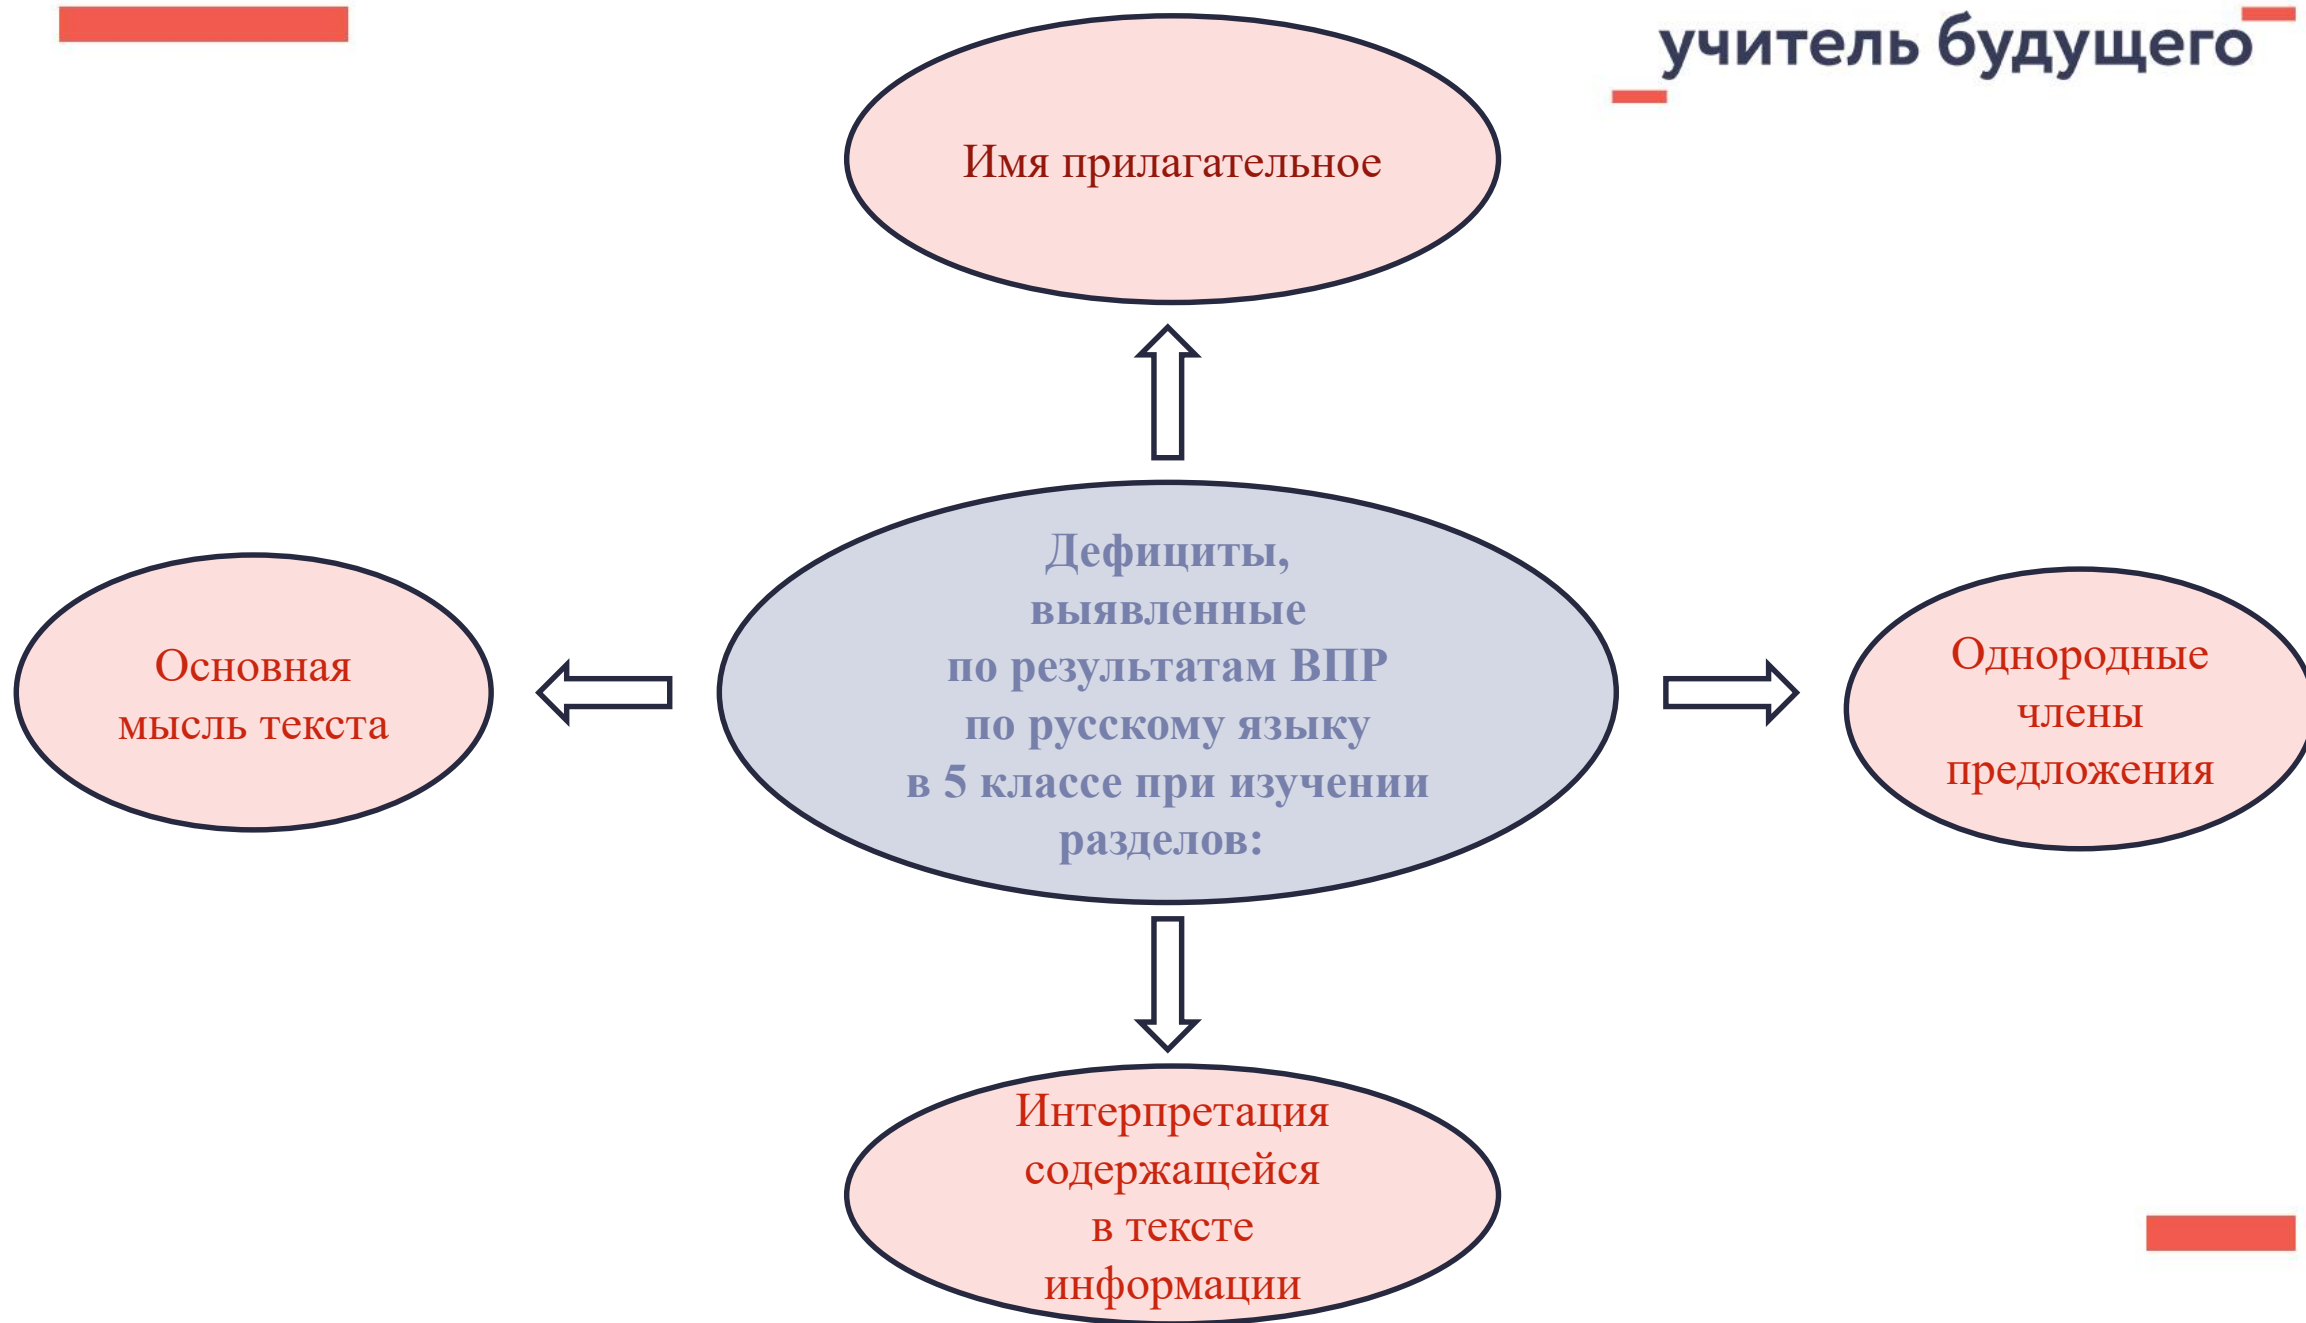 учитель будущего
Имя прилагательное
Дефициты,
выявленные
по результатам ВПР
по русскому языку
в 5 классе при изучении
разделов:
Основная
мысль текста
Однородные
члены
предложения
Интерпретация
содержащейся
в тексте
информации